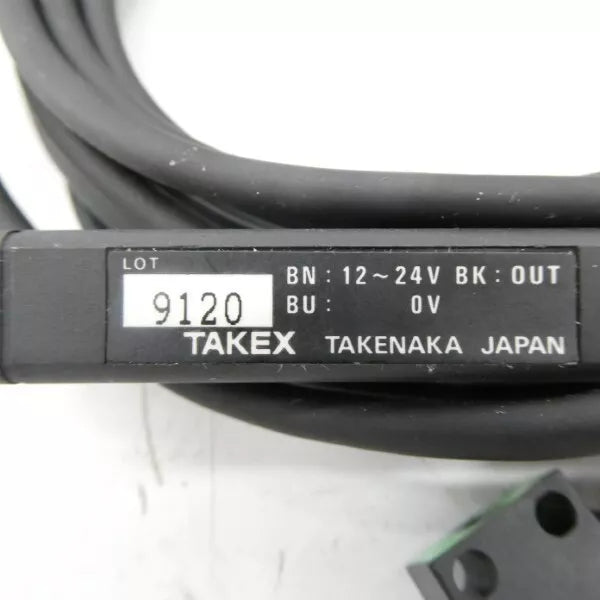 LOT
9120
BN : 12~24V BK : OUT
BU : 0V
TAKEX TAKENAKA JAPAN